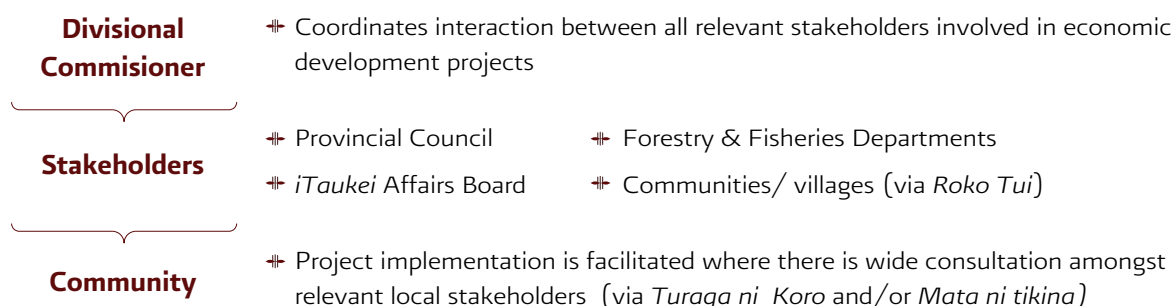 Divisional
Commisioner
Coordinates interaction between all relevant stakeholders involved in economic
development projects
Stakeholders
Provincial Council
Forestry & Fisheries Departments
iTaukei Affairs Board
Communities/ villages (via Roko Tui)
Community
Project implementation is facilitated where there is wide consultation amongst
relevant local stakeholders (via Turaga ni Koro and/or Mata ni tikina)